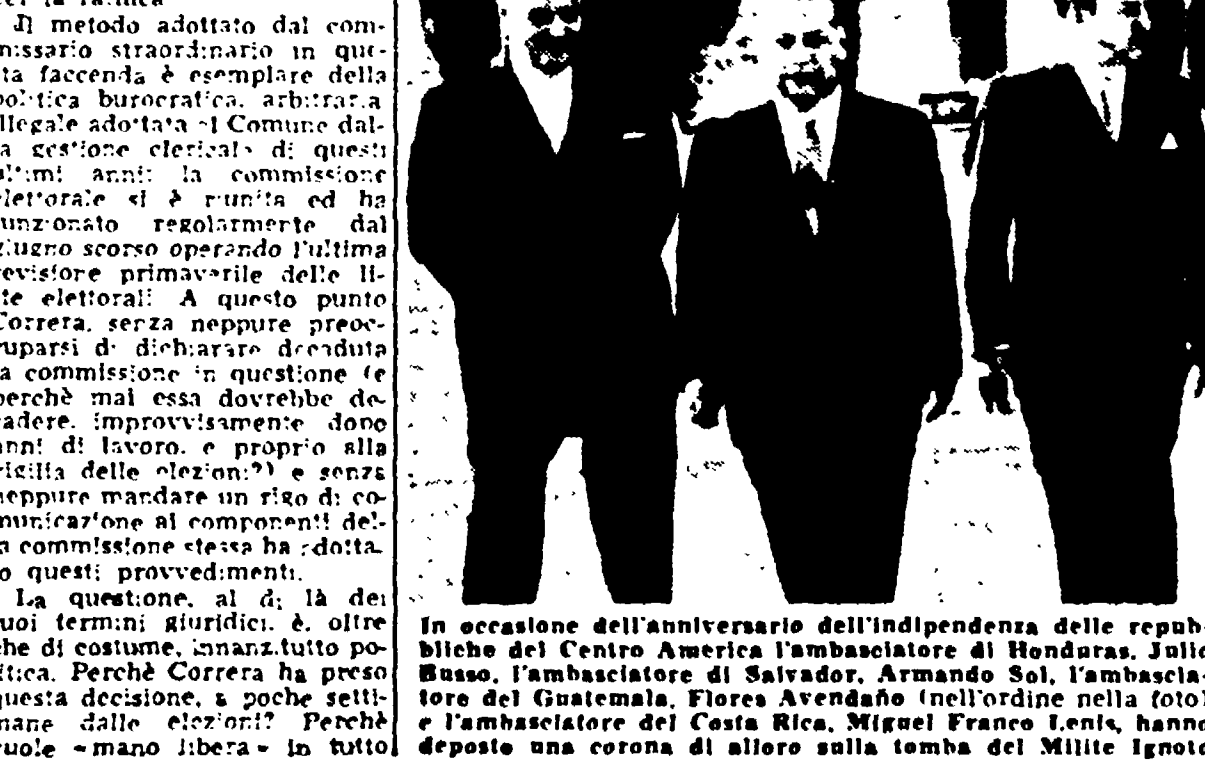 Il metodo adottato dal com-
missario straordinario in que-
sta faccenda è esemplare della
politica burocratica, arbitraria
illegale adottata al Comune dal-
la gestione clericale di questi
ultimi anni: la commissione
elettorale si è riunita ed ha
funzionato regolarmente dal
giugno scorso operando l'ultima
revisione primaverile delle li-
ste elettorali. A questo punto
Correra, senza neppure preoc-
cuparsi di dichiarare decaduta
la commissione in questione (e
perchè mai essa dovrebbe de-
cadere, improvvisamente dopo
anni di lavoro, e proprio alla
vigilia delle elezioni?) e senza
neppure mandare un rigo di co-
municazione ai componenti del-
la commissione stessa ha adotta-
to questi provvedimenti.
La questione, al di là dei
suoi termini giuridici, è, oltre
che di costume, innanzitutto po-
litica. Perchè Correra ha preso
questa decisione, a poche setti-
mane dalle elezioni? Perchè
vuole «mano libera» in tutto
In occasione dell'anniversario dell'indipendenza delle repub-
bliche del Centro America l'ambasciatore di Honduras, Julio
Busso, l'ambasciatore di Salvador, Armando Sol, l'ambascia-
tore del Guatemala, Flores Avendaño (nell'ordine nella foto)
e l'ambasciatore del Costa Rica, Miguel Franco Lenis, hanno
deposto una corona di alloro sulla tomba del Milite Ignoto